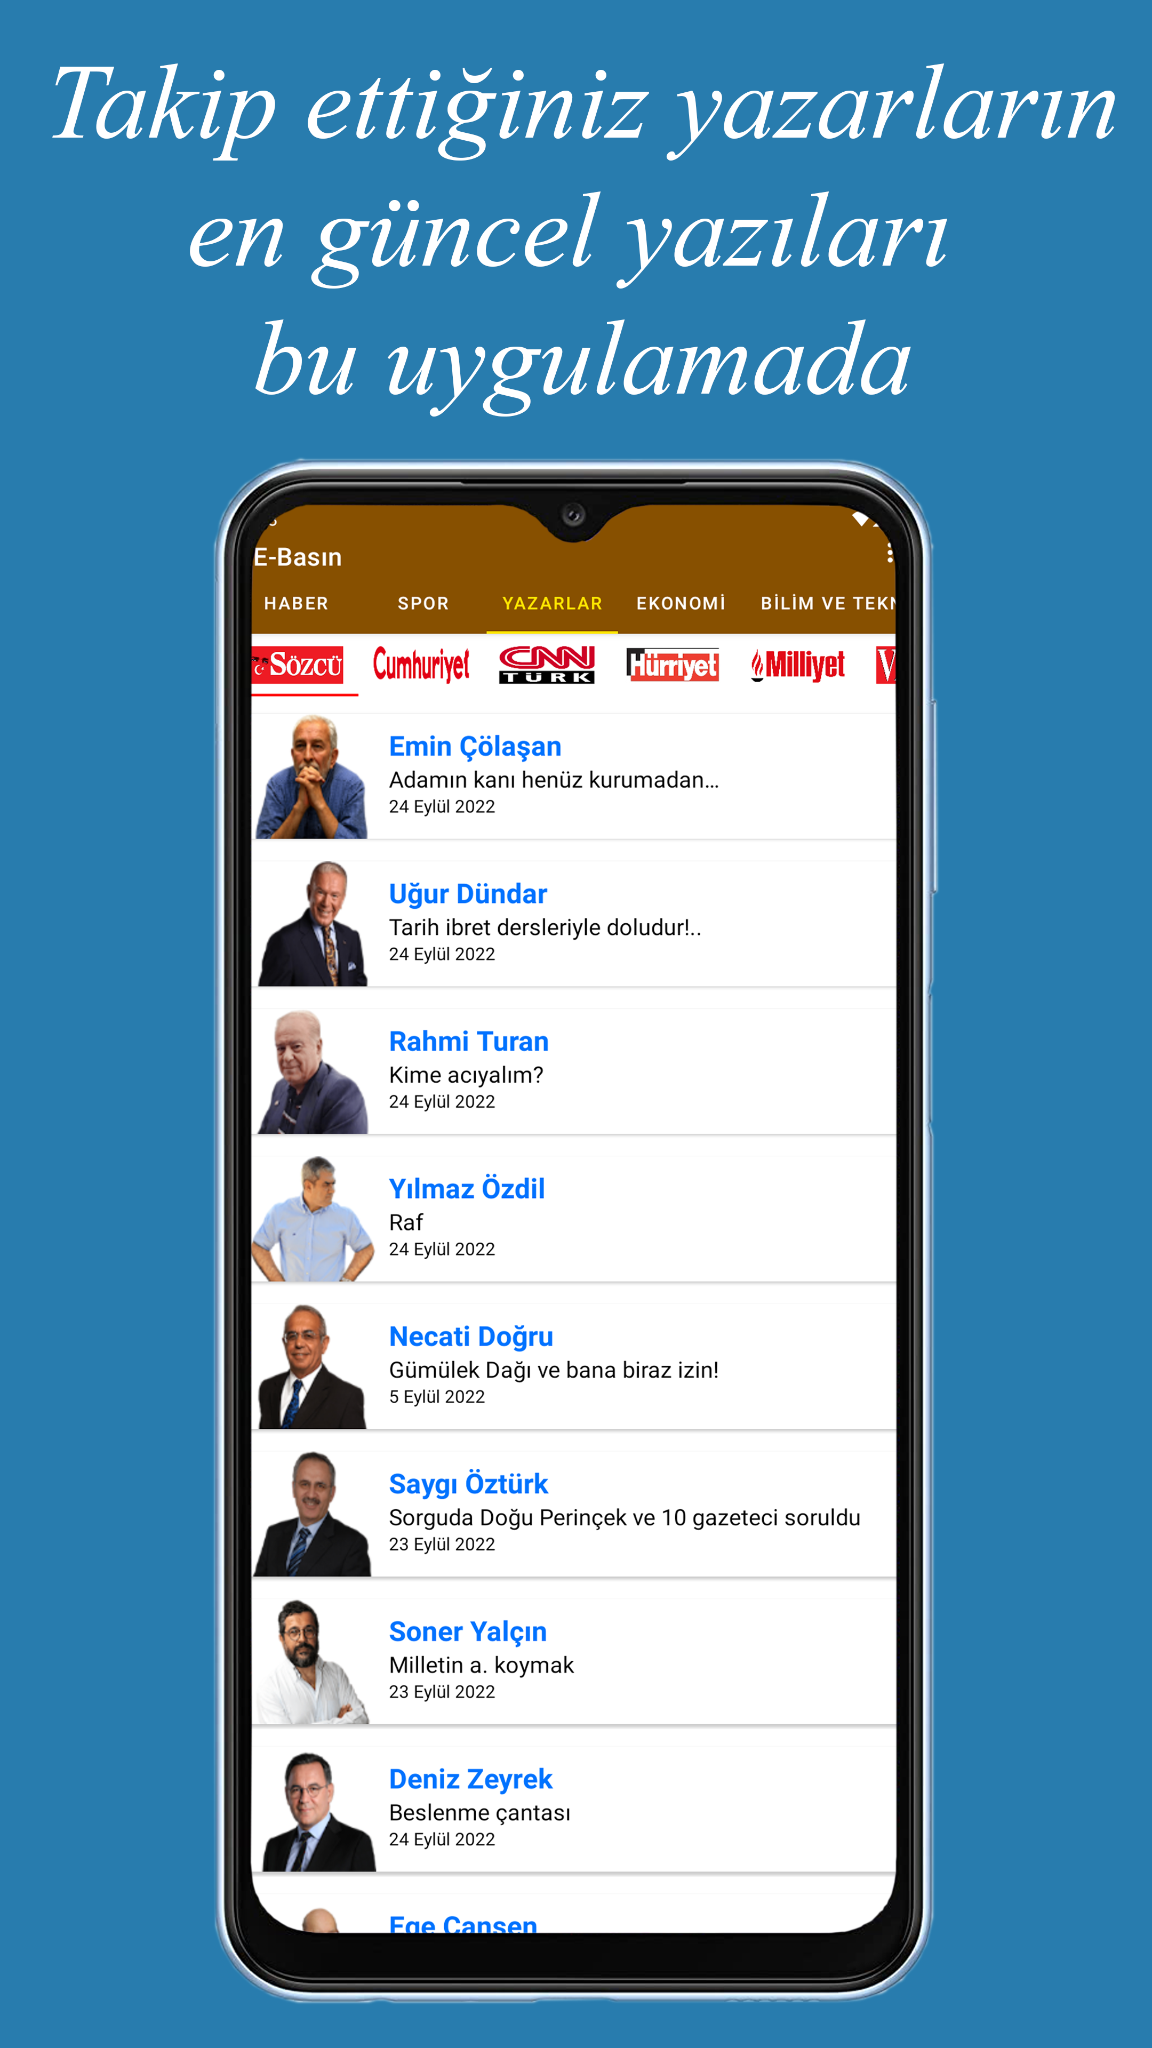 Takip ettiğiniz yazarların
en güncel yazıları
bu uygulamada
E-Basın
HABER SPOR YAZARLAR EKONOMİ BİLİM VE TEKN
SÖZCÜ Cumhuriyet CNN TÜRK Hürriyet Milliyet V
Emin Çölaşan
Adamın kanı henüz kurumadan…
24 Eylül 2022
Uğur Dündar
Tarih ibret dersleriyle doludur!..
24 Eylül 2022
Rahmi Turan
Kime acıyalım?
24 Eylül 2022
Yılmaz Özdil
Raf
24 Eylül 2022
Necati Doğru
Gümülek Dağı ve bana biraz izin!
5 Eylül 2022
Saygı Öztürk
Sorguda Doğu Perinçek ve 10 gazeteci soruldu
23 Eylül 2022
Soner Yalçın
Milletin a. koymak
23 Eylül 2022
Deniz Zeyrek
Beslenme çantası
24 Eylül 2022
Ege Cansen